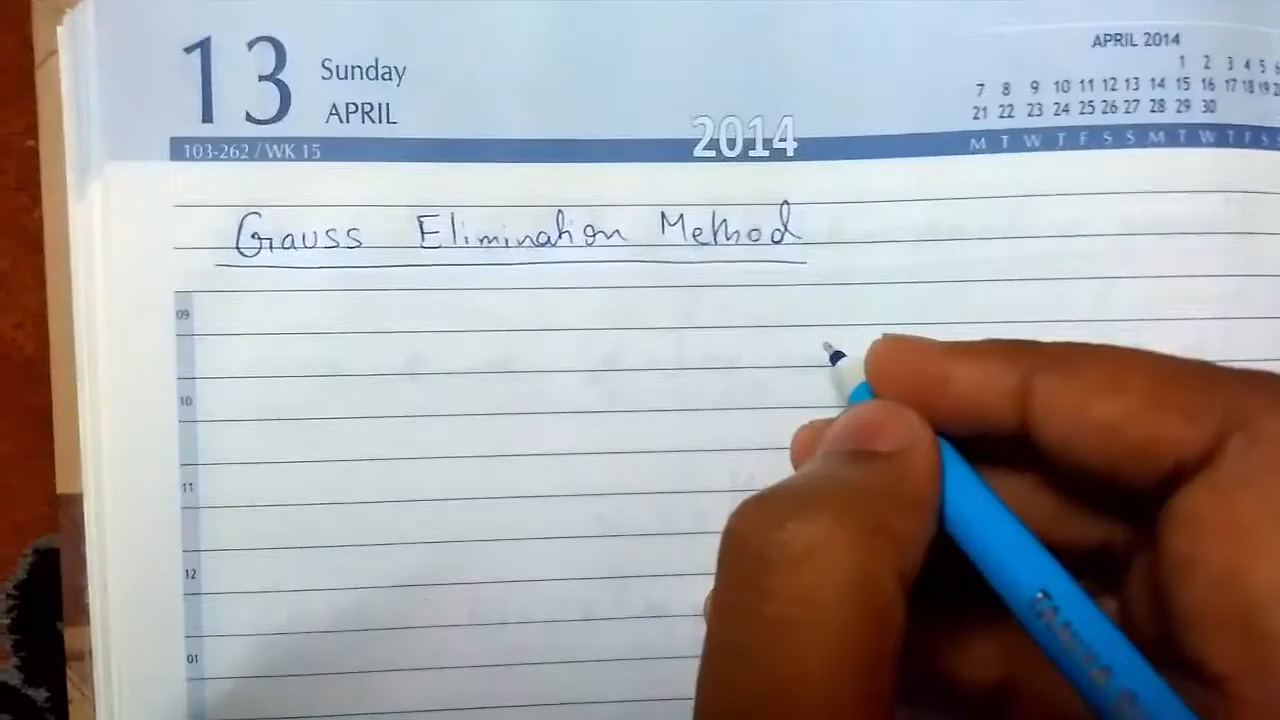 13 Sunday
APRIL
APRIL 2014
1 2 3 4 5 6
7 8 9 10 11 12 13 14 15 16 17 18 19 20
21 22 23 24 25 26 27 28 29 30
M T W T F S S M T W T F S
103-262 / WK 15
2014
Gauss Elimination Method
09
10
11
12
01